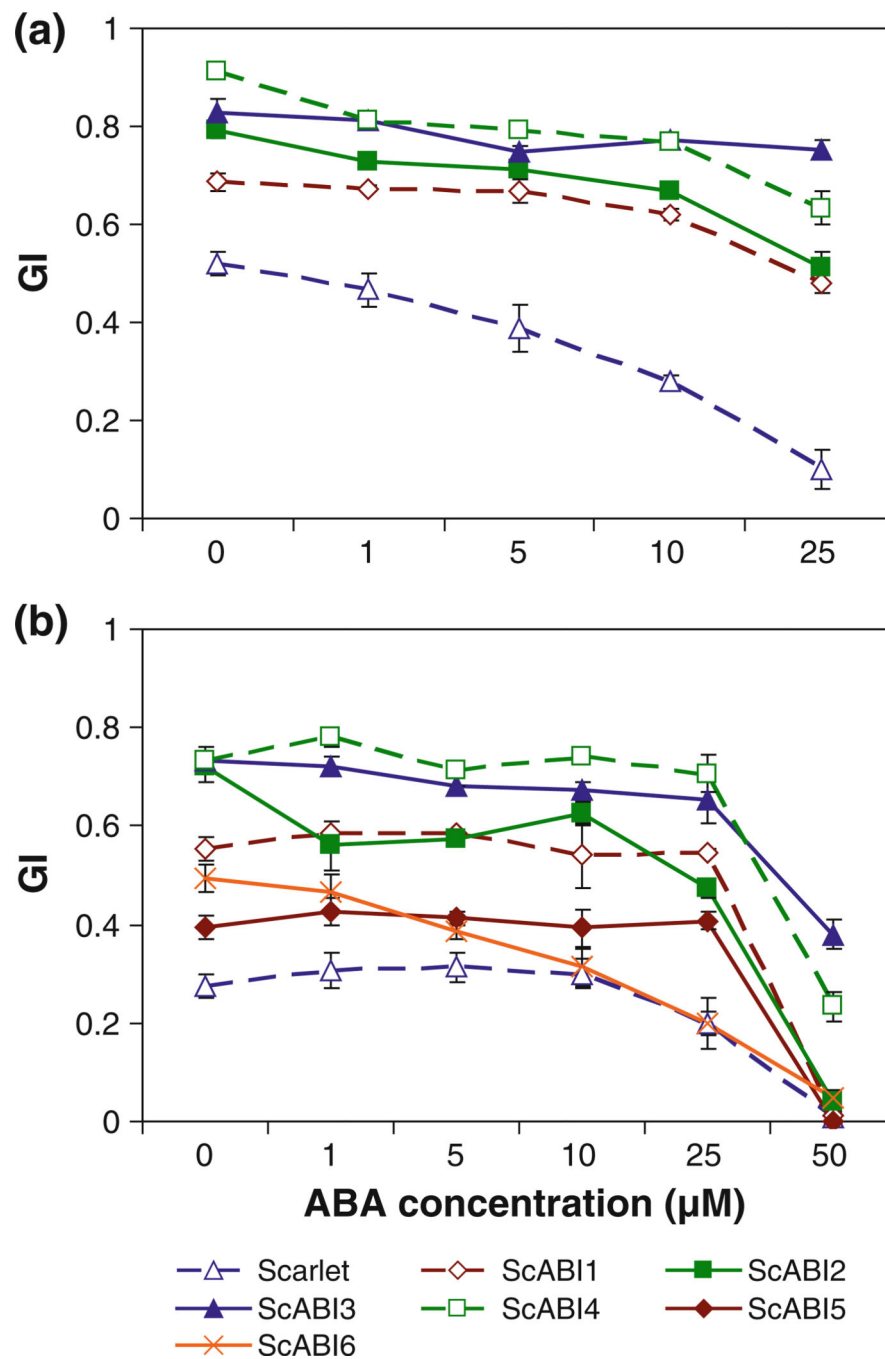 (a)
1
0.8
0.6
GI
0.4
0.2
0
0 1 5 10 25
(b)
1
0.8
0.6
GI
0.4
0.2
0
0 1 5 10 25 50
ABA concentration (µM)
Scarlet ScABI1 ScABI2
ScABI3 ScABI4 ScABI5
ScABI6